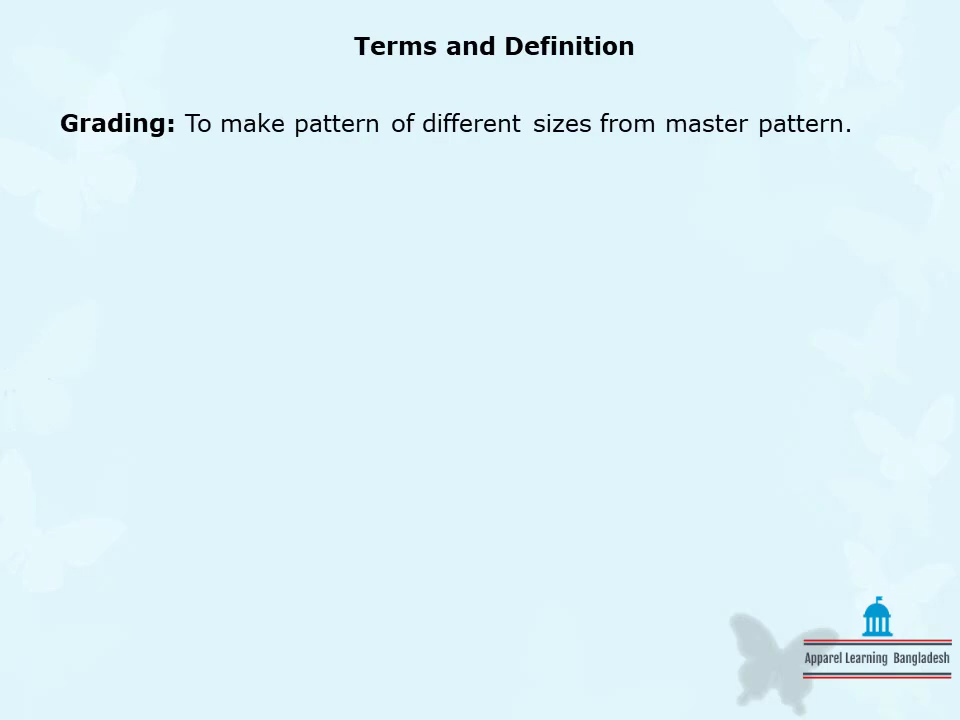 Terms and Definition
Grading: To make pattern of different sizes from master pattern.
Apparel Learning Bangladesh